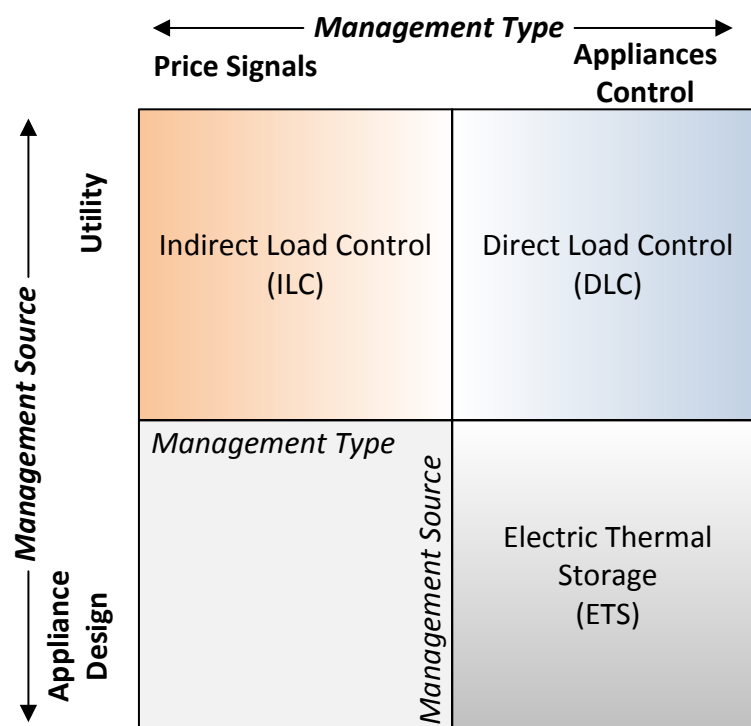 Management Type
Price Signals
Appliances
Control
Management Source
Utility
Appliance
Design
Indirect Load Control
(ILC)
Direct Load Control
(DLC)
Management Type
Management Source
Electric Thermal
Storage
(ETS)